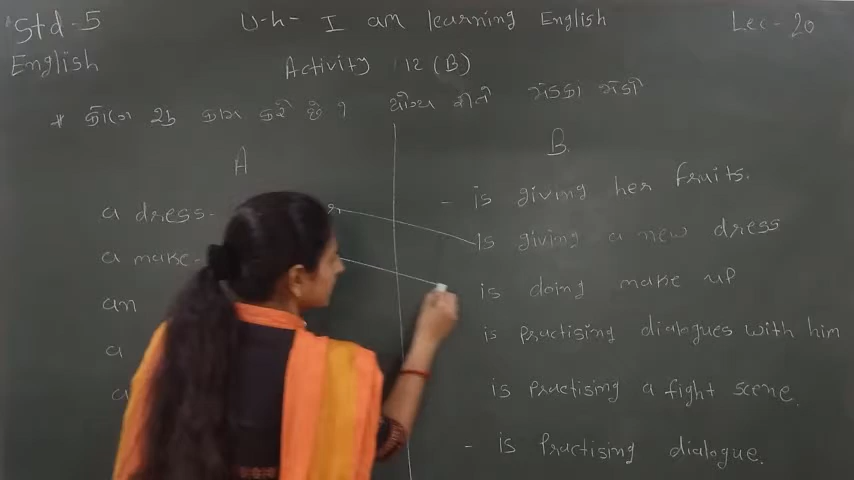 Std-5 U-h- I am learning English Lec-20
English Activity 12 (B)
* કોણ શું કામ કરે છે ? યોગ્ય રીતે જોડકા જોડો
A B.
a dress- - is giving her fruits.
a make- is giving a new dress
an is doing make up
a is practising dialogues with him
a is practising a fight scene.
- is practising dialogue.